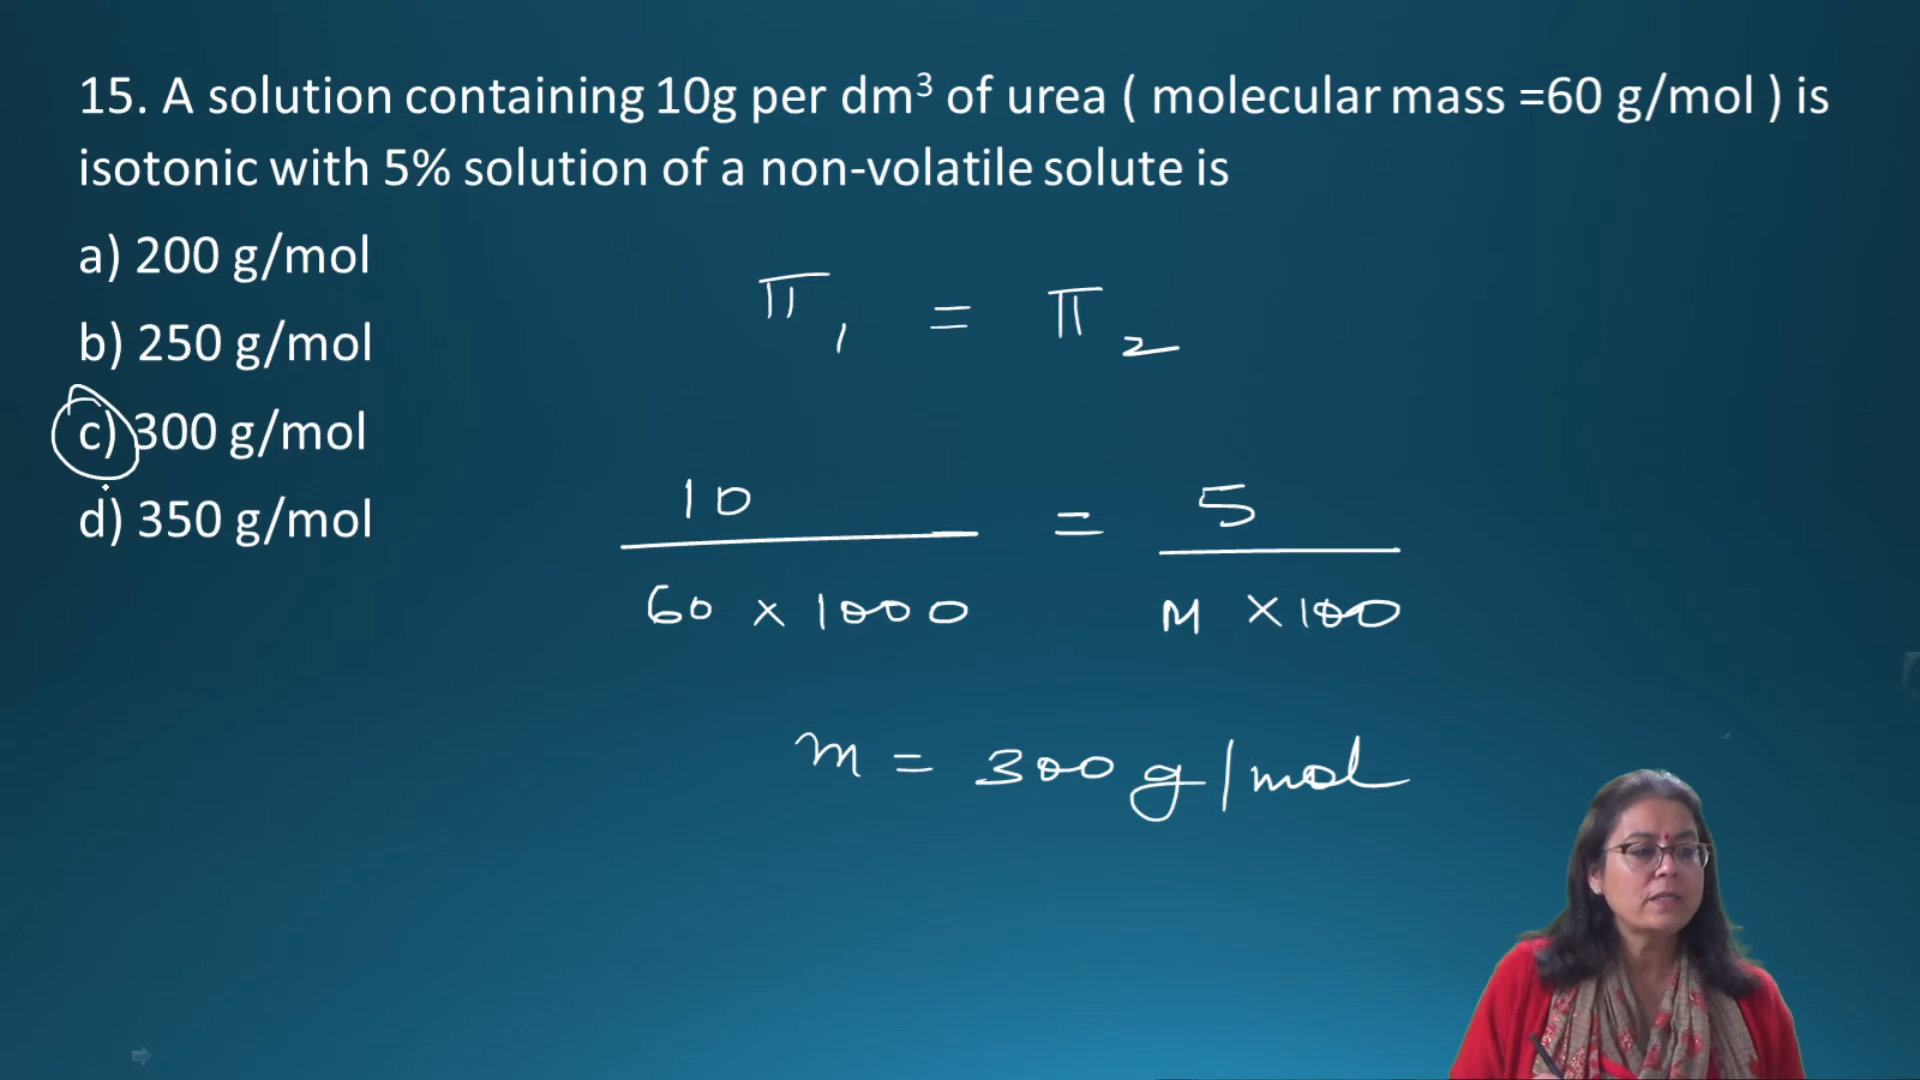 15. A solution containing 10g per dm³ of urea ( molecular mass =60 g/mol ) is
isotonic with 5% solution of a non-volatile solute is
a) 200 g/mol
b) 250 g/mol
c) 300 g/mol
d) 350 g/mol
π₁ = π₂
10 = 5
60 × 1000 M × 100
m = 300 g/mol